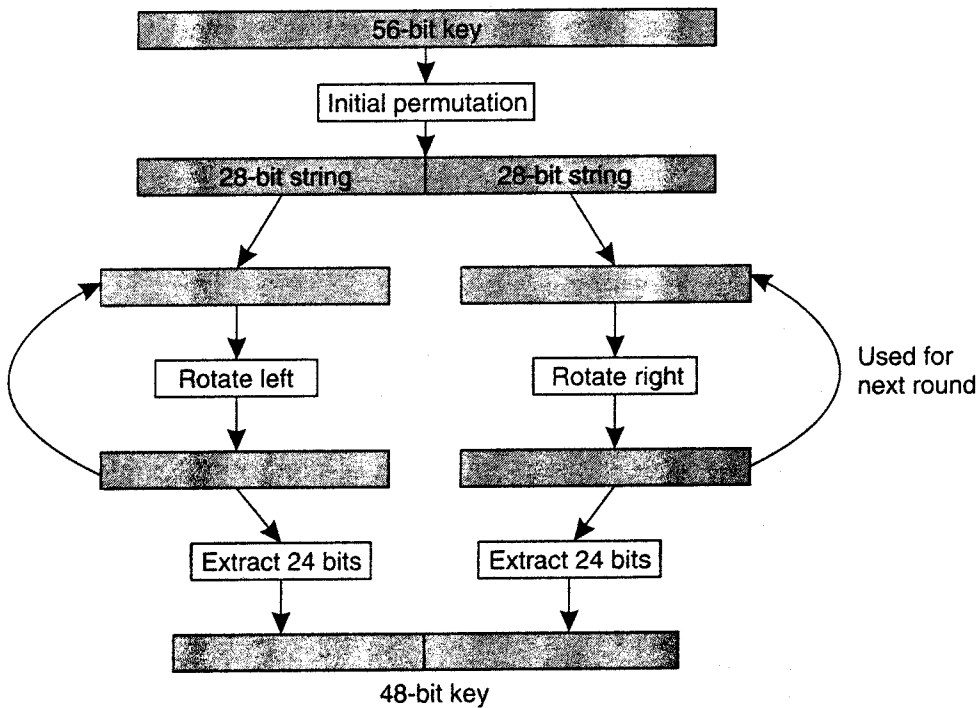 56-bit key
Initial permutation
28-bit string
28-bit string
Rotate left
Rotate right
Used for
next round
Extract 24 bits
Extract 24 bits
48-bit key